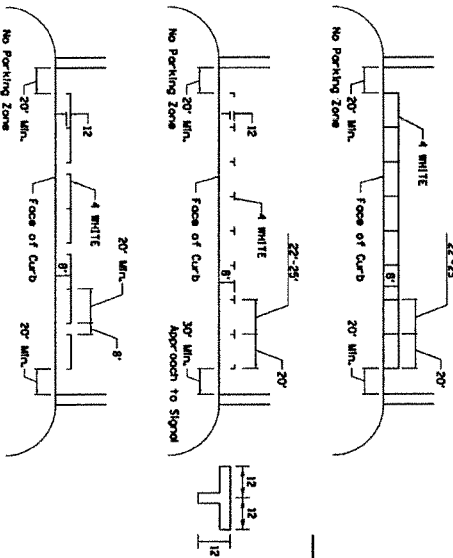 20'
4 WHITE
8'
20' Min.
20' Min.
No Parking Zone
Face of Curb
22'-25'
20'
12
4 WHITE
8'
20' Min.
30' Min.
No Parking Zone
Face of Curb
Approach to Signal
12
12
12
20' Min.
8'
12
4 WHITE
8'
20' Min.
20' Min.
No Parking Zone
Face of Curb